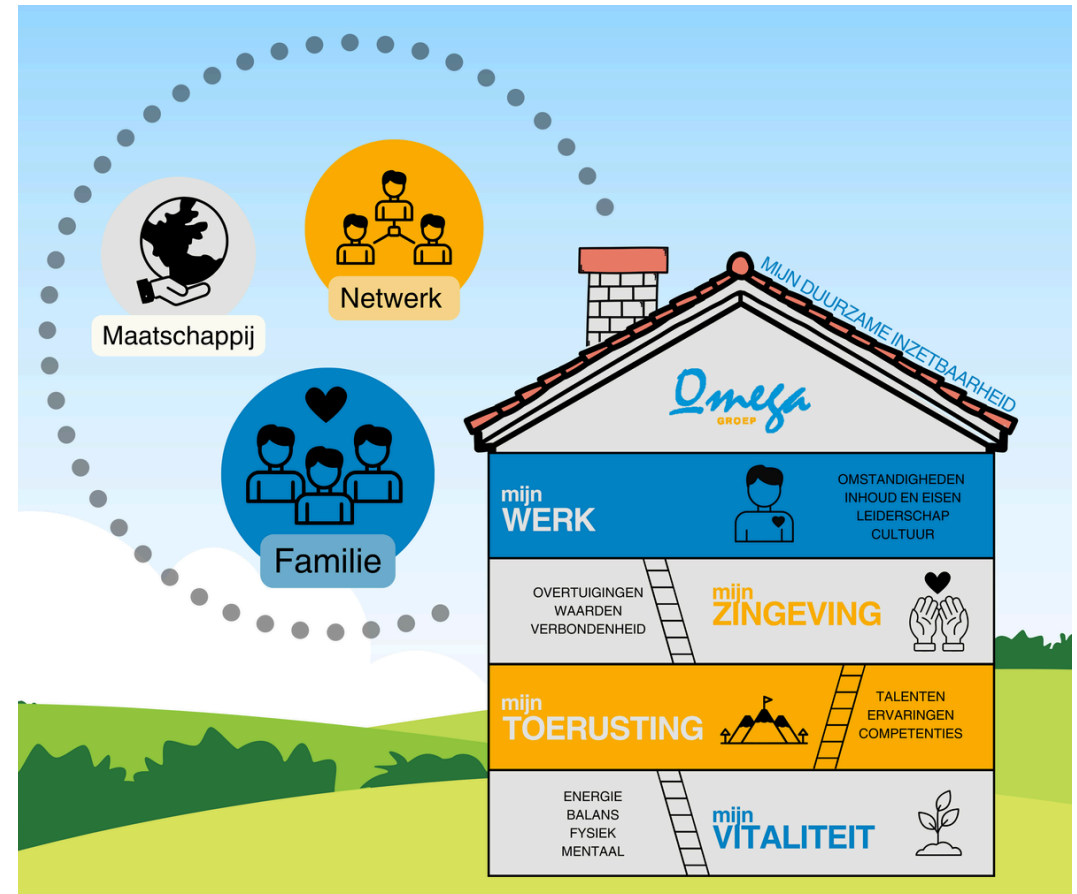 Netwerk
Maatschappij
Familie
MIJN DUURZAME INZETBAARHEID
Omega
GROEP
mijn
WERK
OMSTANDIGHEDEN
INHOUD EN EISEN
LEIDERSCHAP
CULTUUR
OVERTUIGINGEN
WAARDEN
VERBONDENHEID
mijn
ZINGEVING
mijn
TOERUSTING
TALENTEN
ERVARINGEN
COMPETENTIES
ENERGIE
BALANS
FYSIEK
MENTAAL
mijn
VITALITEIT